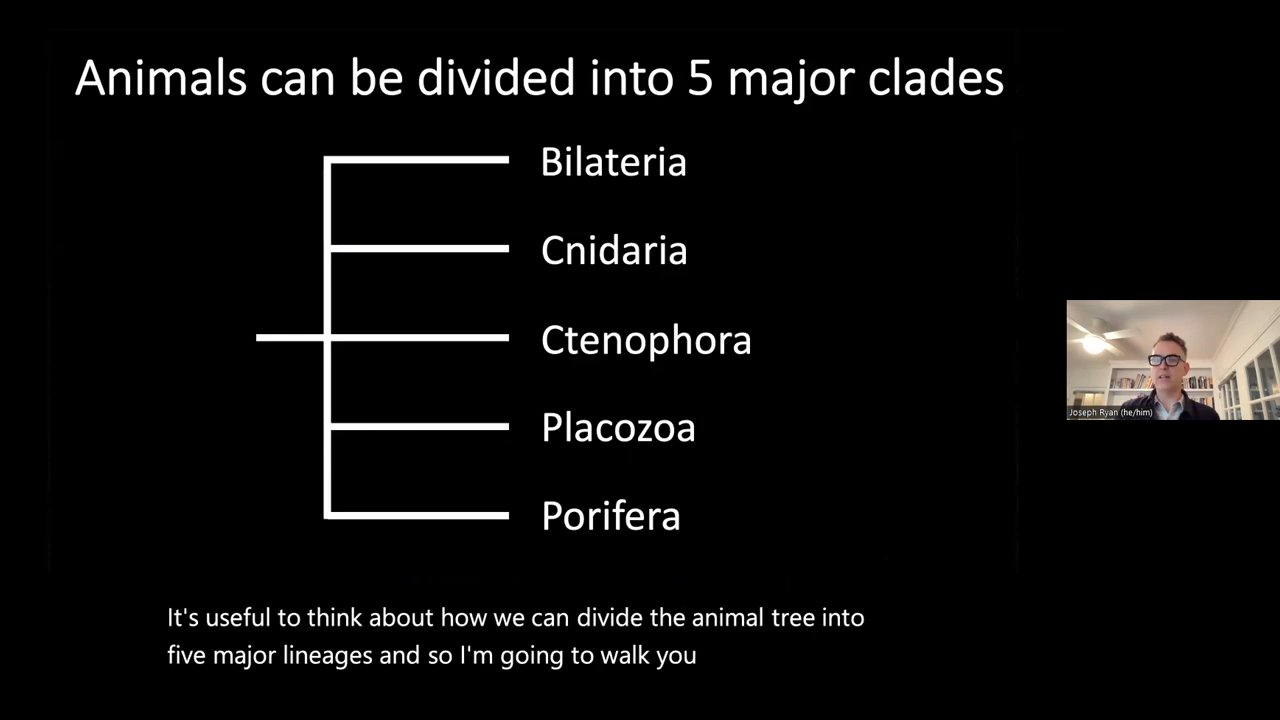 Animals can be divided into 5 major clades
Bilateria
Cnidaria
Ctenophora
Placozoa
Porifera
Joseph Ryan (he/him)
It's useful to think about how we can divide the animal tree into
five major lineages and so I'm going to walk you